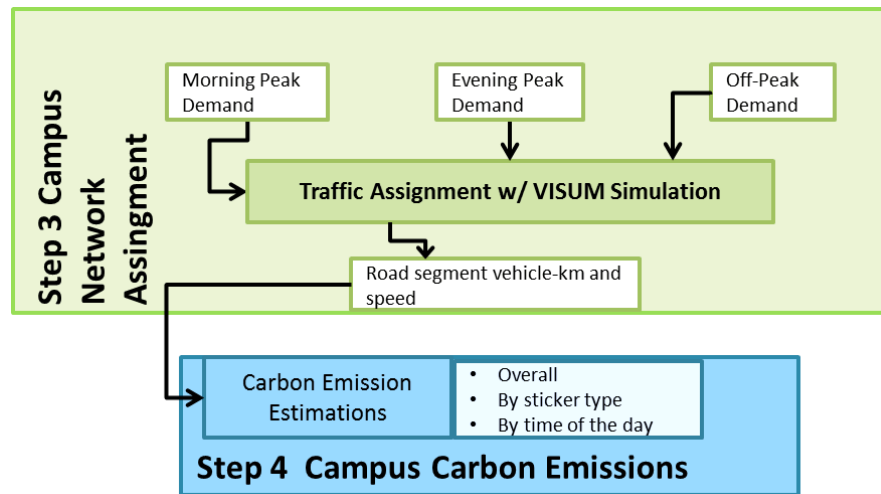 Step 3 Campus
Network
Assingment
Morning Peak
Demand
Evening Peak
Demand
Off-Peak
Demand
Traffic Assignment w/ VISUM Simulation
Road segment vehicle-km and
speed
Carbon Emission
Estimations
• Overall
• By sticker type
• By time of the day
Step 4 Campus Carbon Emissions